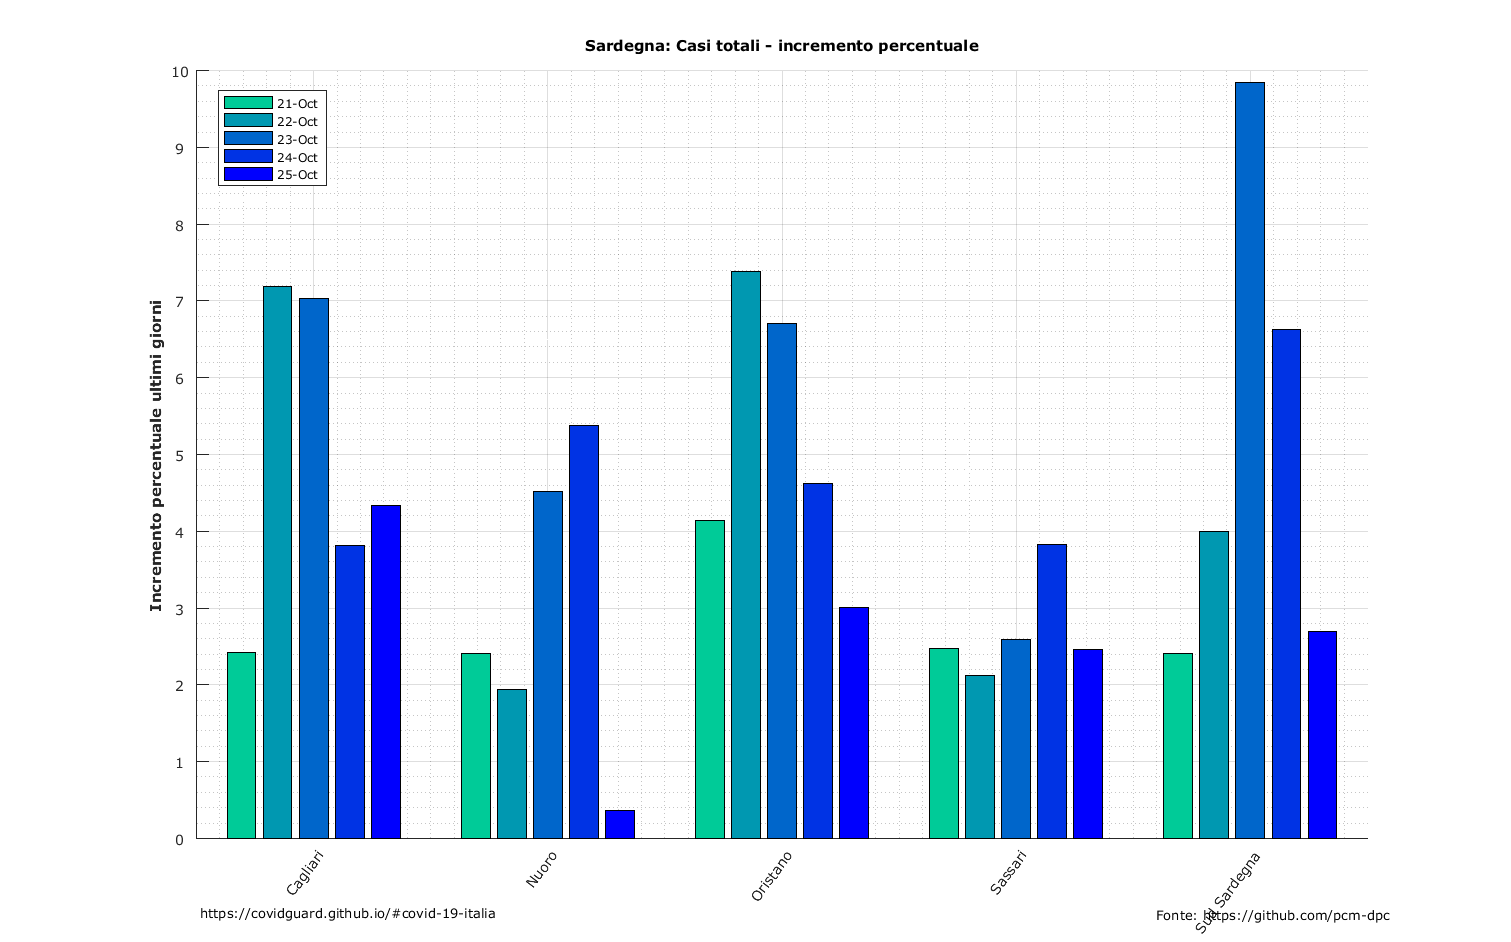 Sardegna: Casi totali - incremento percentuale
10
9
8
7
6
5
4
3
2
1
0
Incremento percentuale ultimi giorni
21-Oct
22-Oct
23-Oct
24-Oct
25-Oct
Cagliari
Nuoro
Oristano
Sassari
Sud Sardegna
https://covidguard.github.io/#covid-19-italia
Fonte: https://github.com/pcm-dpc